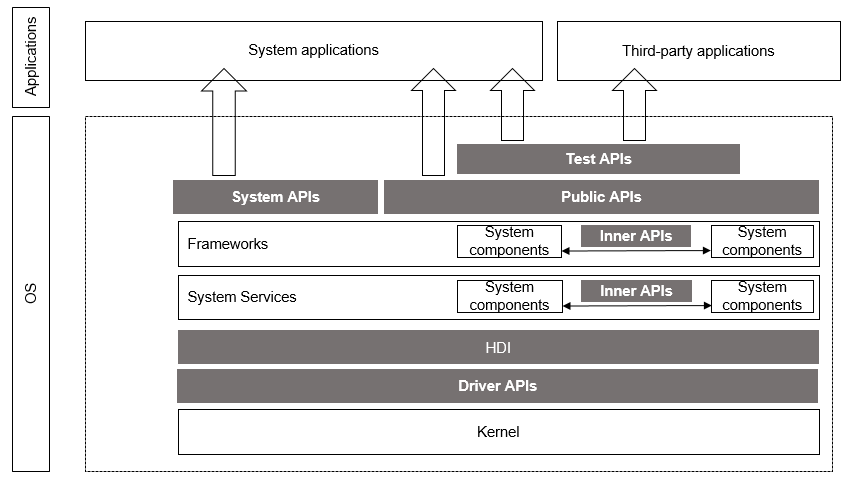 Applications
System applications
Third-party applications
OS
Test APIs
System APIs
Public APIs
Frameworks
System
components
Inner APIs
System
components
System Services
System
components
Inner APIs
System
components
HDI
Driver APIs
Kernel